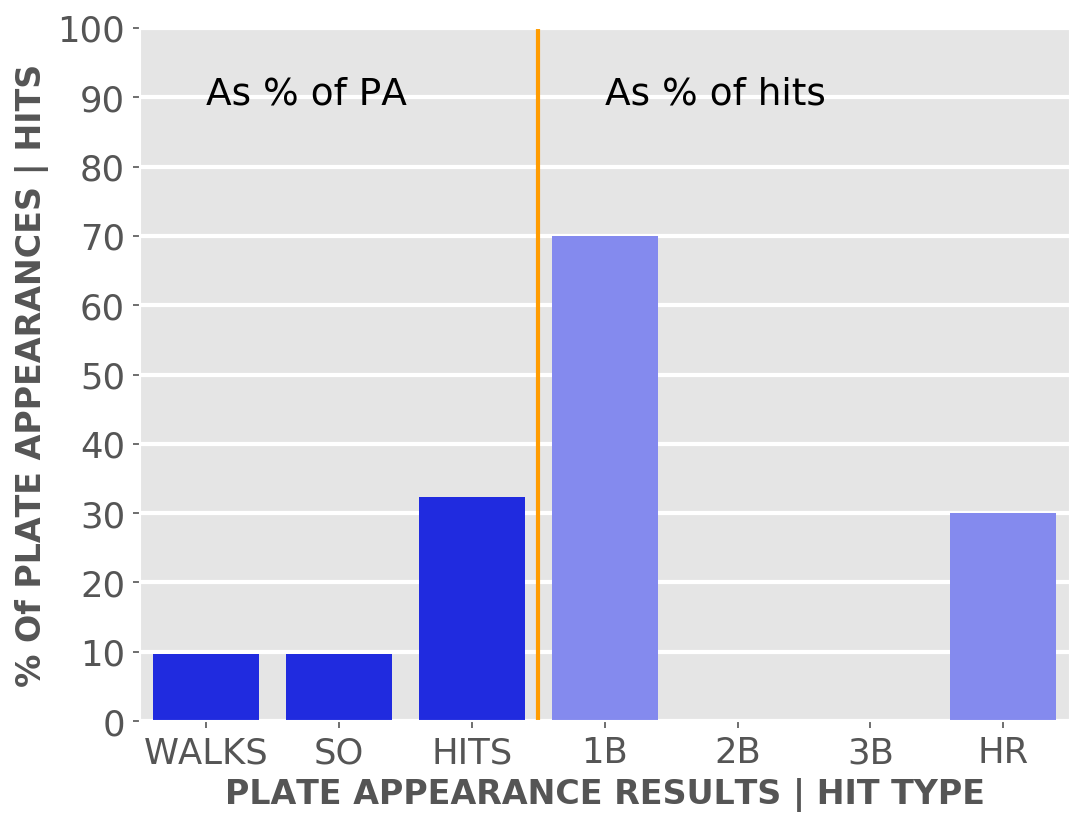 100
90
80
70
60
50
40
30
20
10
0
% Of PLATE APPEARANCES | HITS
As % of PA
As % of hits
WALKS SO HITS 1B 2B 3B HR
PLATE APPEARANCE RESULTS | HIT TYPE